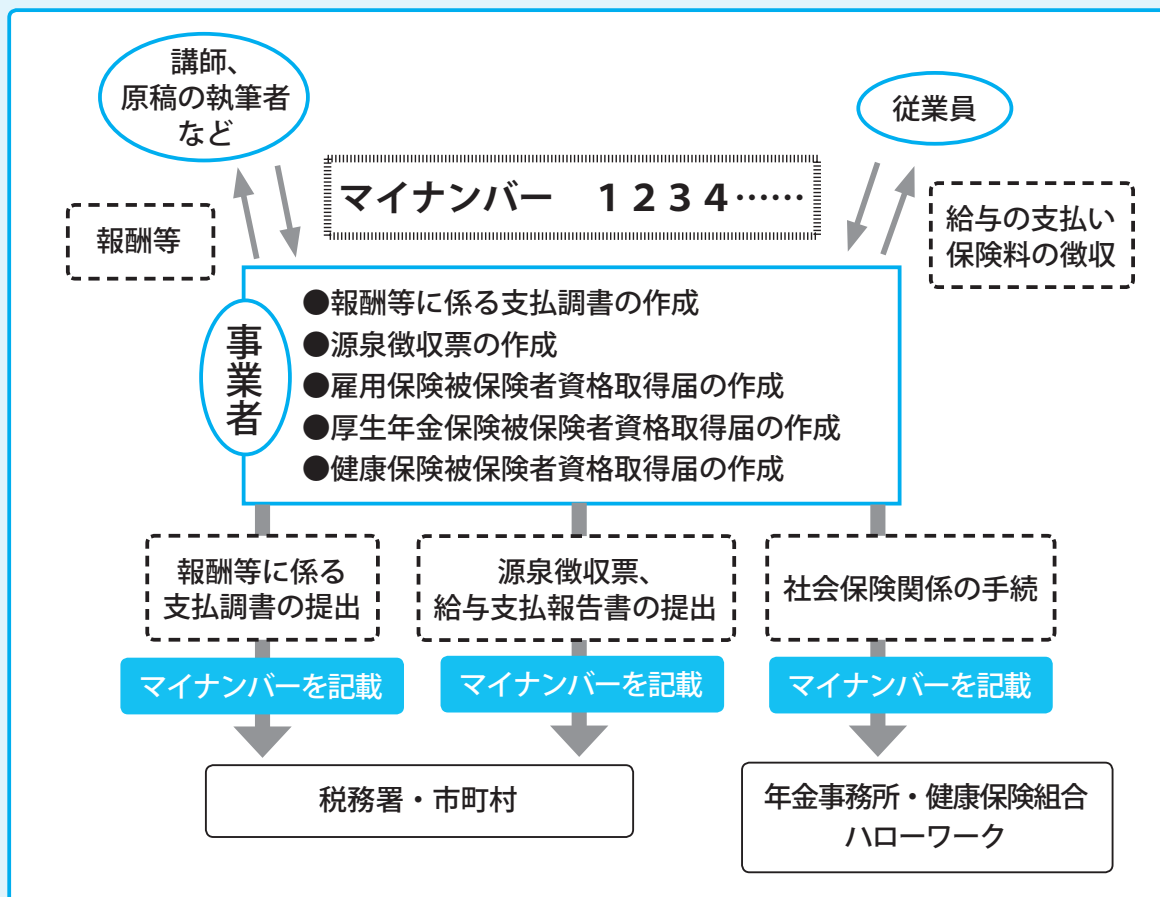 講師、
原稿の執筆者
など
従業員
マイナンバー　１２３４……
報酬等
給与の支払い
保険料の徴収
事業者
●報酬等に係る支払調書の作成
●源泉徴収票の作成
●雇用保険被保険者資格取得届の作成
●厚生年金保険被保険者資格取得届の作成
●健康保険被保険者資格取得届の作成
報酬等に係る
支払調書の提出
源泉徴収票、
給与支払報告書の提出
社会保険関係の手続
マイナンバーを記載
マイナンバーを記載
マイナンバーを記載
税務署・市町村
年金事務所・健康保険組合
ハローワーク